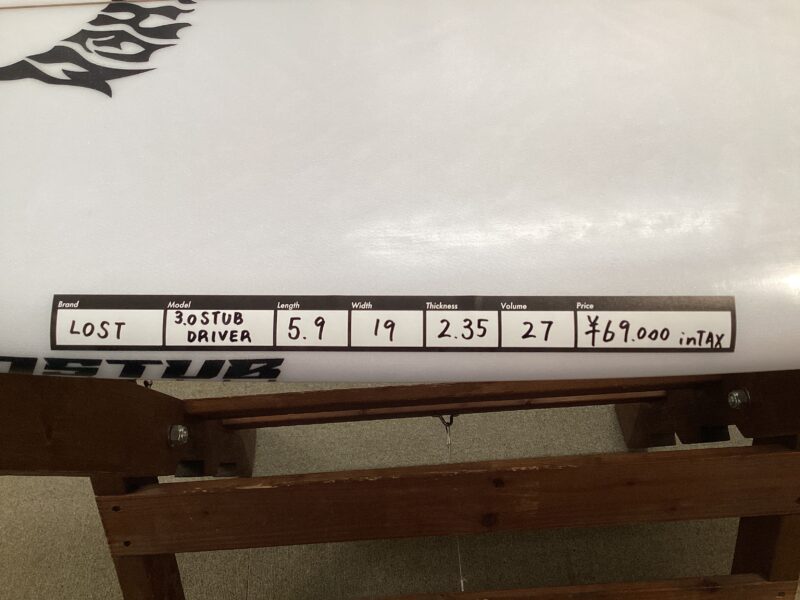 Brand Model Length Width Thickness Volume Price
LOST 3.0 STUB DRIVER 5.9 19 2.35 27 ¥69.000 inTAX
STUB